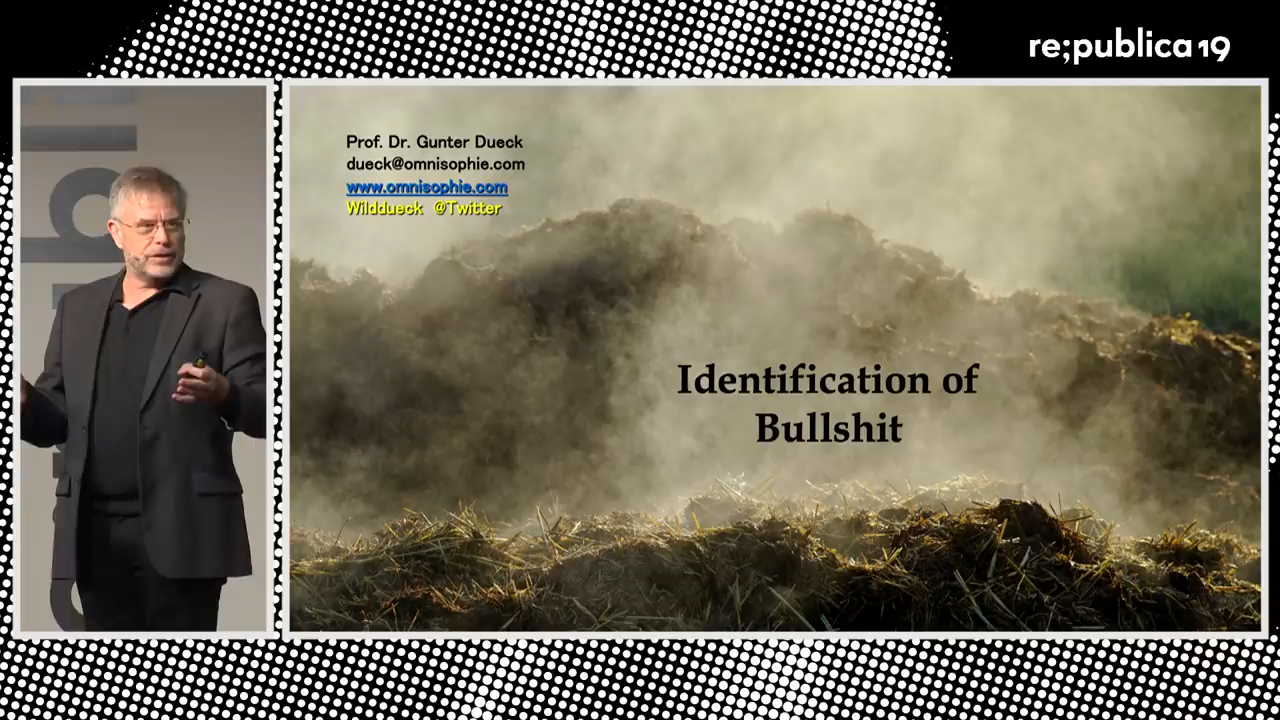 re;publica 19
Prof. Dr. Gunter Dueck
dueck@omnisophie.com
www.omnisophie.com
Wilddueck @Twitter
Identification of
Bullshit